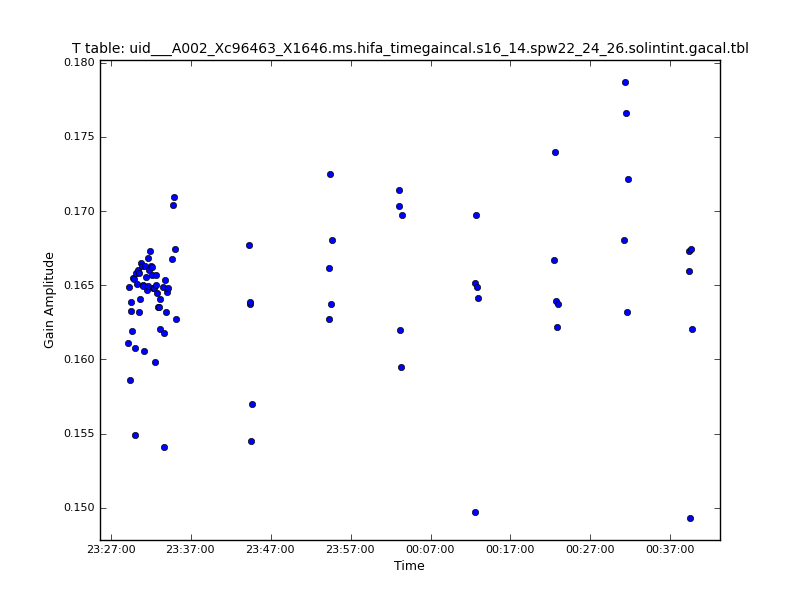 T table: uid___A002_Xc96463_X1646.ms.hifa_timegaincal.s16_14.spw22_24_26.solintint.gacal.tbl
0.180
0.175
0.170
0.165
0.160
0.155
0.150
Gain Amplitude
23:27:00 23:37:00 23:47:00 23:57:00 00:07:00 00:17:00 00:27:00 00:37:00
Time